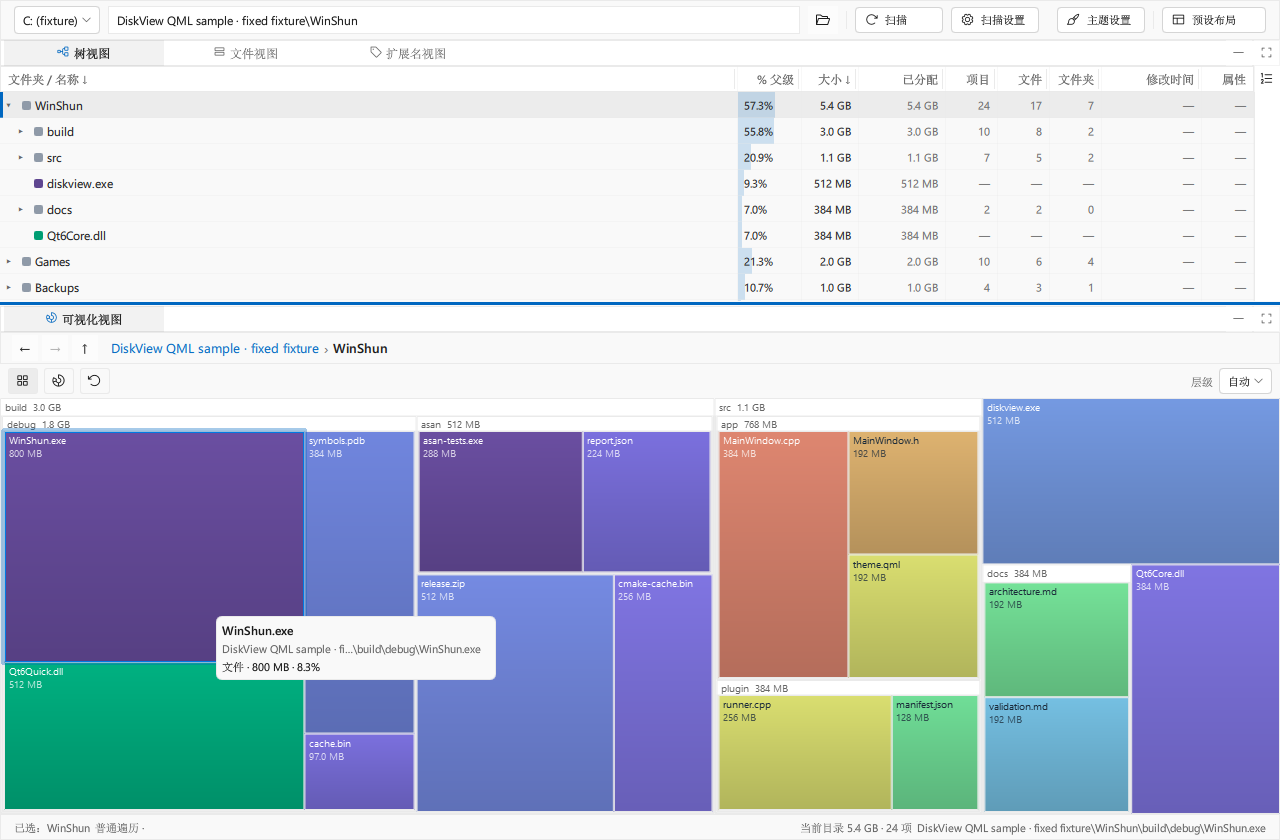 C: (fixture) DiskView QML sample · fixed fixture\WinShun 扫描 扫描设置 主题设置 预设布局
树视图 文件视图 扩展名视图
文件夹 / 名称↓ % 父级 大小↓ 已分配 项目 文件 文件夹 修改时间 属性
WinShun 57.3% 5.4 GB 5.4 GB 24 17 7 — —
build 55.8% 3.0 GB 3.0 GB 10 8 2 — —
src 20.9% 1.1 GB 1.1 GB 7 5 2 — —
diskview.exe 9.3% 512 MB 512 MB — — — — —
docs 7.0% 384 MB 384 MB 2 2 0 — —
Qt6Core.dll 7.0% 384 MB 384 MB — — — — —
Games 21.3% 2.0 GB 2.0 GB 10 6 4 — —
Backups 10.7% 1.0 GB 1.0 GB 4 3 1 — —
可视化视图
← → ↑ DiskView QML sample · fixed fixture › WinShun
层级 自动
build 3.0 GB
debug 1.8 GB
WinShun.exe
800 MB
symbols.pdb
384 MB
Qt6Quick.dll
512 MB
cache.bin
97.0 MB
asan 512 MB
asan-tests.exe
288 MB
report.json
224 MB
release.zip
512 MB
cmake-cache.bin
256 MB
WinShun.exe
DiskView QML sample · fi...\build\debug\WinShun.exe
文件 · 800 MB · 8.3%
src 1.1 GB
app 768 MB
MainWindow.cpp
384 MB
MainWindow.h
192 MB
theme.qml
192 MB
plugin 384 MB
runner.cpp
256 MB
manifest.json
128 MB
diskview.exe
512 MB
docs 384 MB
architecture.md
192 MB
validation.md
192 MB
Qt6Core.dll
384 MB
已选：WinShun 普通遍历 · 当前目录 5.4 GB · 24 项 DiskView QML sample · fixed fixture\WinShun\build\debug\WinShun.exe